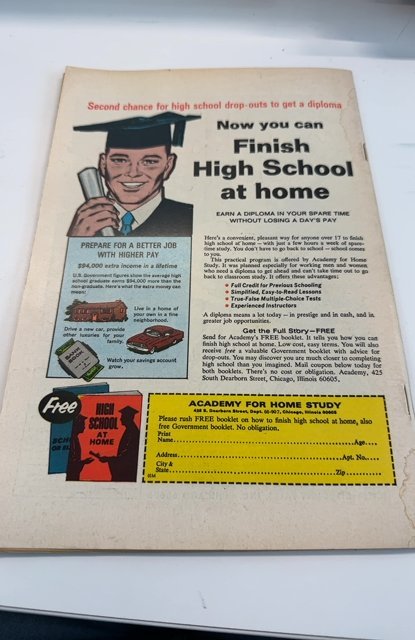 Second chance for high school drop-outs to get a diploma
Now you can
Finish
High School
at home
EARN A DIPLOMA IN YOUR SPARE TIME
WITHOUT LOSING A DAY'S PAY
Here's a convenient, pleasant way for anyone over 17 to finish
high school at home — with just a few hours a week of spare-
time study. You don't have to go back to school — school comes
to you.
This practical program is offered by Academy for Home
Study. It was planned especially for working men and women
who need a diploma to get ahead and can't take time out to go
back to classroom study. It offers these advantages:
Full Credit for Previous Schooling
Simplified, Easy-to-Read Lessons
True-False Multiple-Choice Tests
Experienced Instructors
A diploma means a lot today — in prestige and in cash, and in
greater job opportunities.
Get the Full Story—FREE
Send for Academy's FREE booklet. It tells you how you can
finish high school at home. Low cost, easy terms. You will also
receive free a valuable Government booklet with advice for
drop-outs. You may discover you are much closer to completing
high school than you imagined. Mail coupon below today for
both booklets. There's no cost or obligation. Academy, 425
South Dearborn Street, Chicago, Illinois 60605.
PREPARE FOR A BETTER JOB
WITH HIGHER PAY
$94,000 extra income in a lifetime
U.S. Government figures show the average high
school graduate earns $94,000 more than the
non-graduate. Here's what the extra money can
mean:
Live in a home of
your own in a fine
neighborhood.
Drive a new car, provide
other luxuries for your
family.
Watch your savings account
grow.
Free
HIGH
SCHOOL
AT
HOME
ACADEMY FOR HOME STUDY
Chicago, Illinois 60605
Please rush FREE booklet on how to finish high school at home, also
free Government booklet. No obligation.
Print
Name Age
Address Apt. No.
City &
State Zip